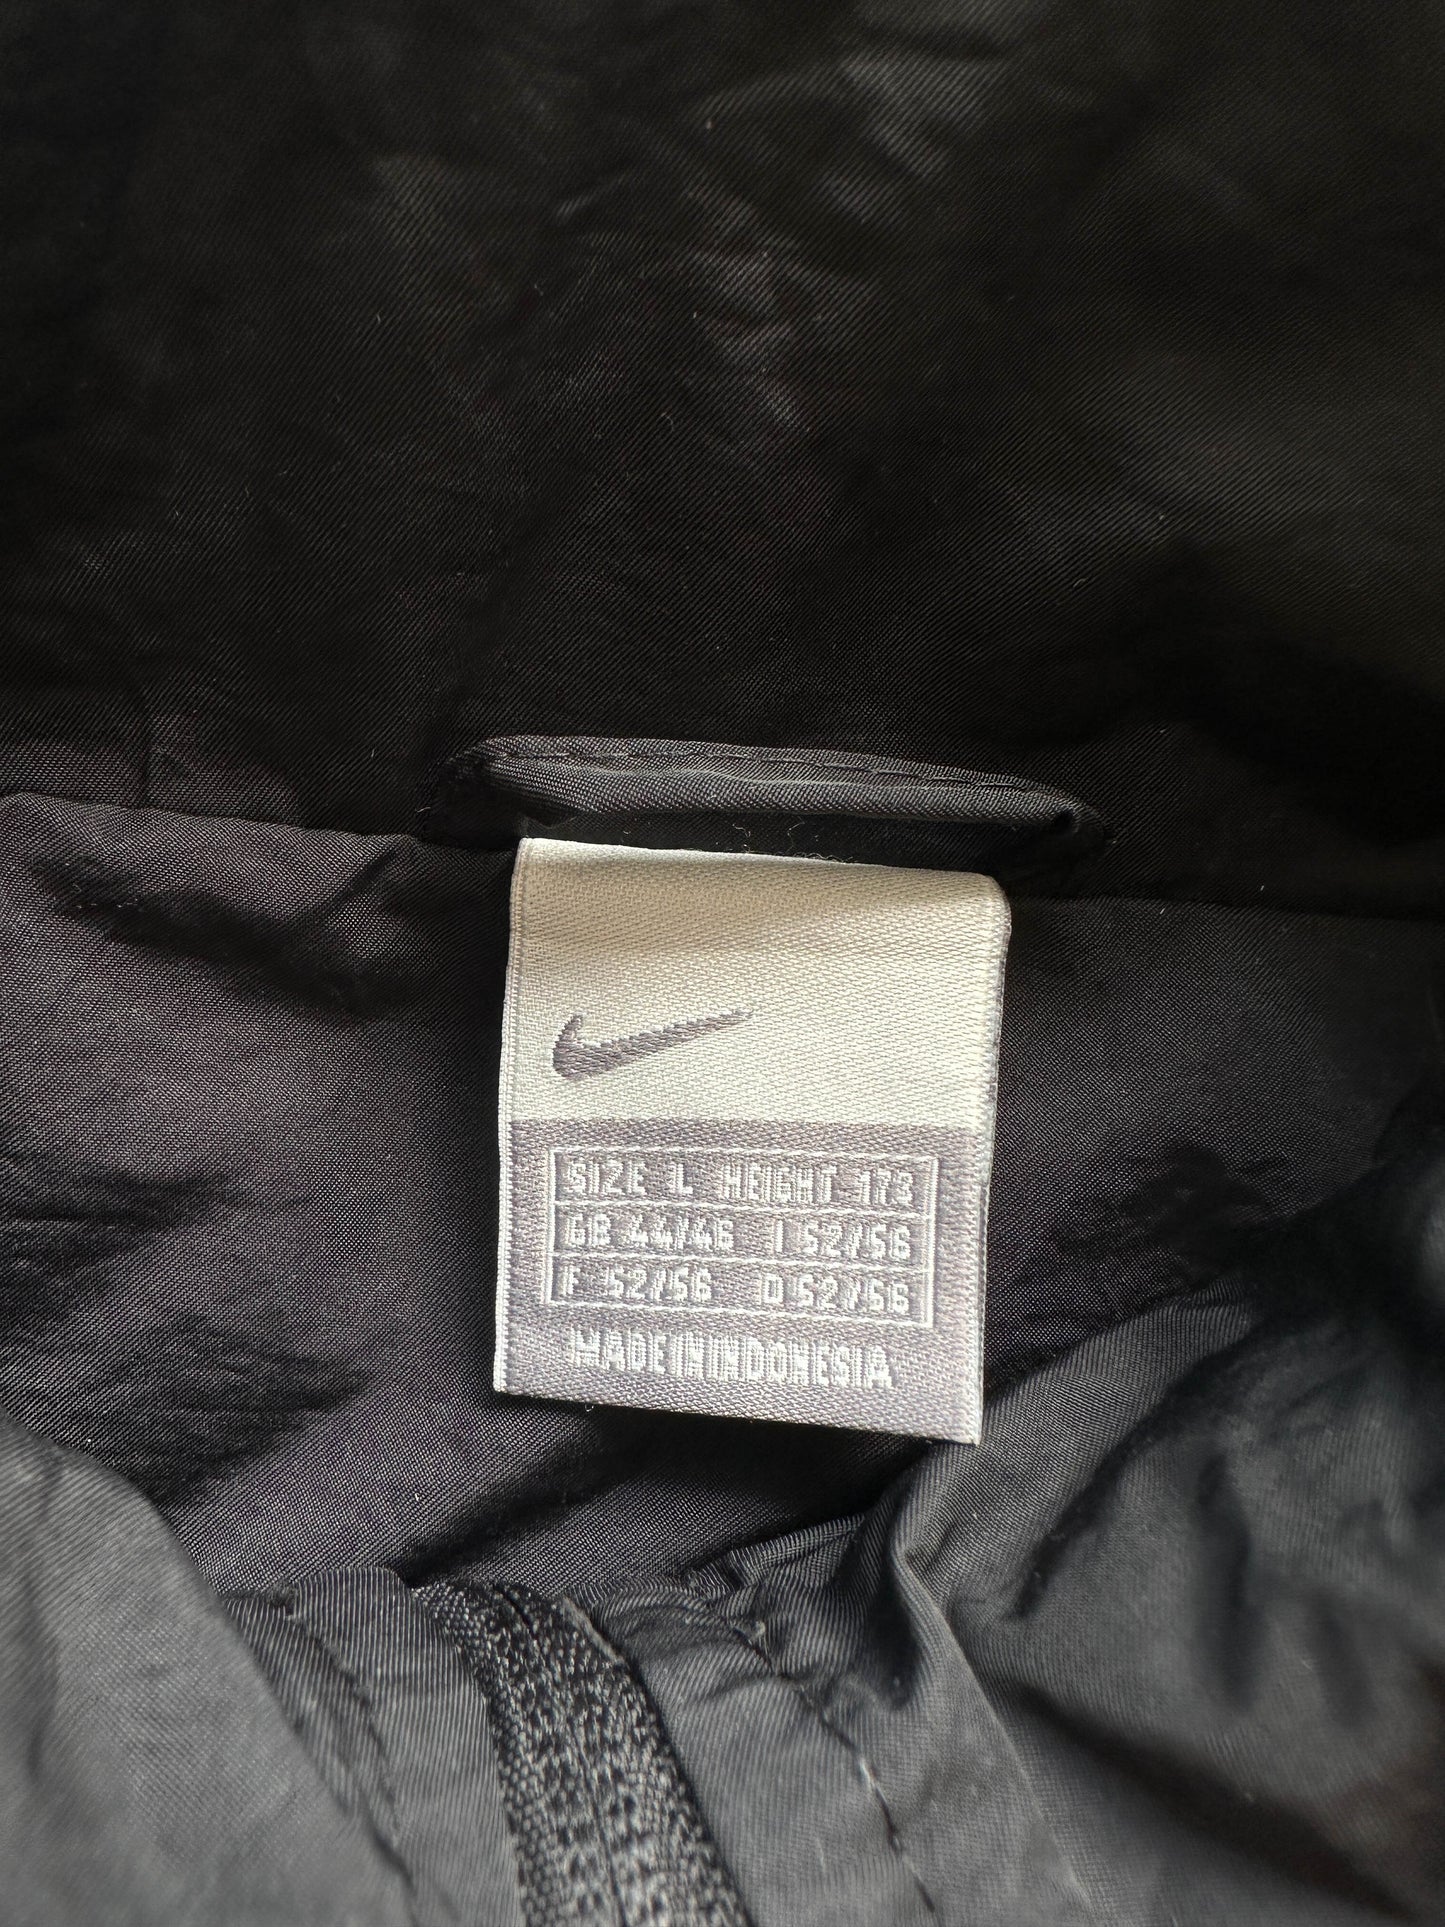 SIZE L HEIGHT 173
GB 44/46 I 52/56
F 52/56 D 52/56
MADE IN INDONESIA